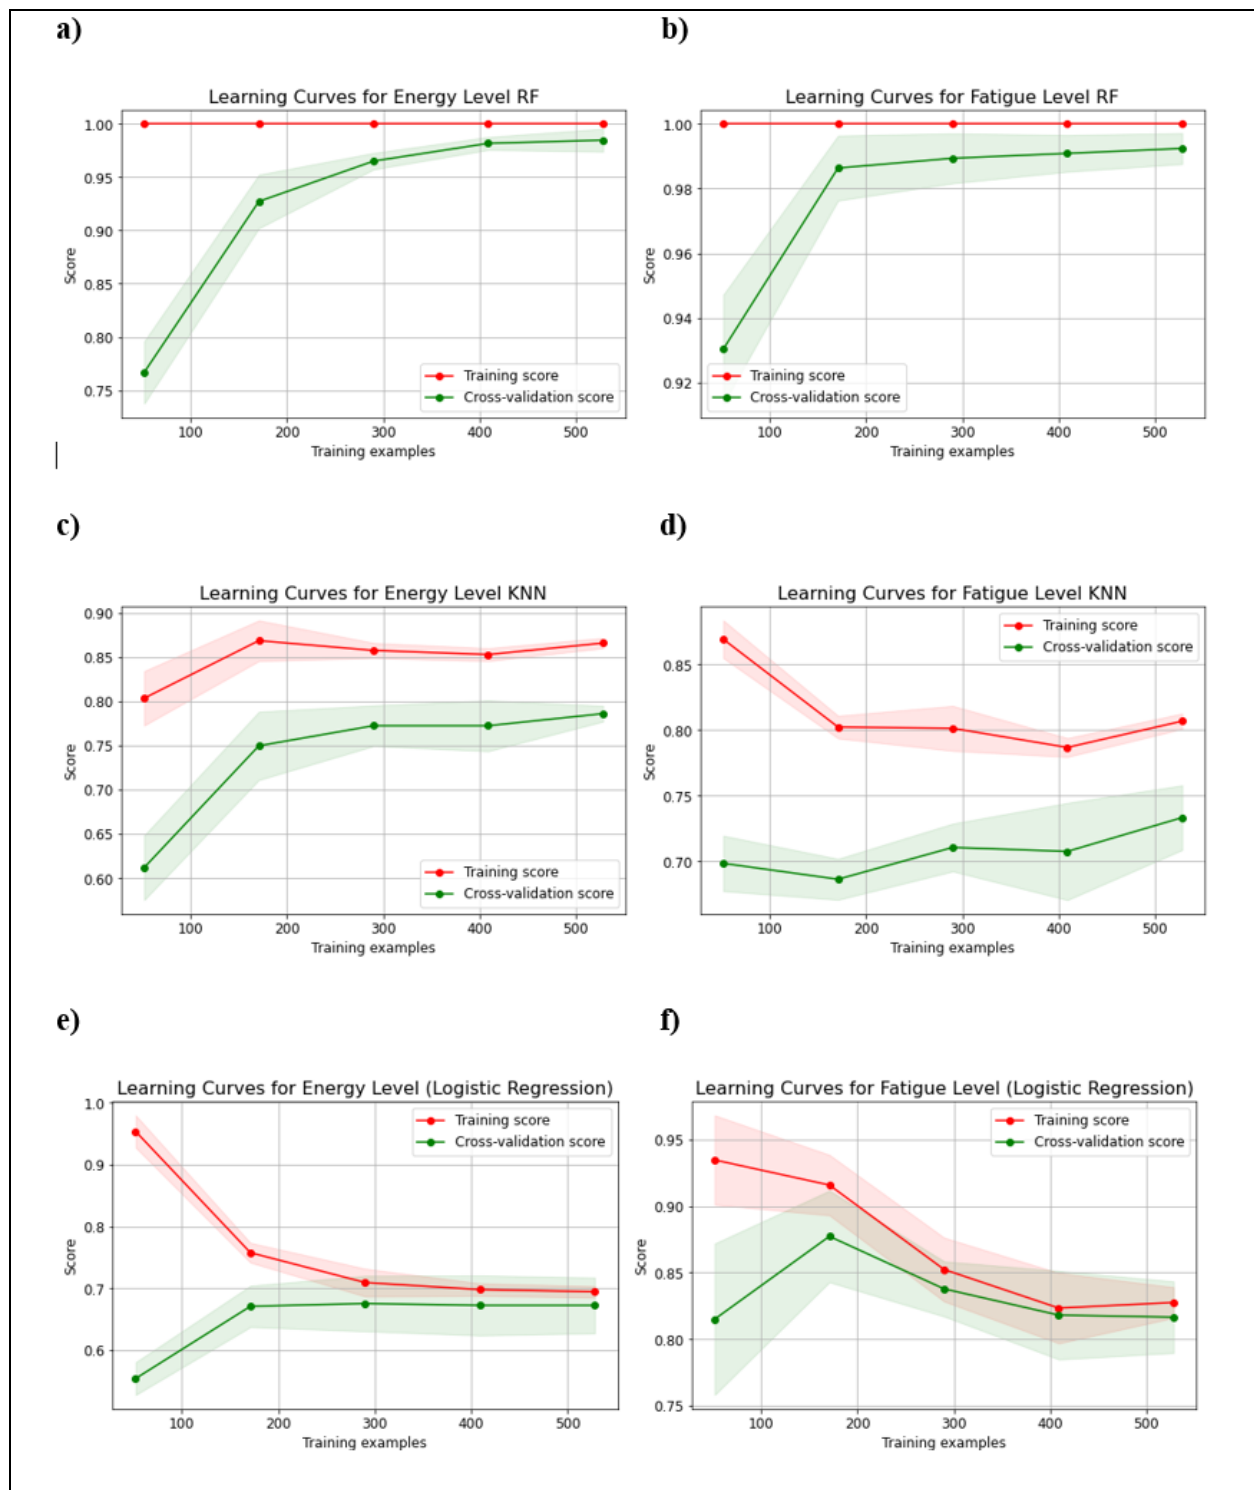 a)
b)
Learning Curves for Energy Level RF
1.00
0.95
0.90
0.85
0.80
0.75
Score
Training score
Cross-validation score
100 200 300 400 500
Training examples
Learning Curves for Fatigue Level RF
1.00
0.98
0.96
0.94
0.92
Score
Training score
Cross-validation score
100 200 300 400 500
Training examples
c)
d)
Learning Curves for Energy Level KNN
0.90
0.85
0.80
0.75
0.70
0.65
0.60
Score
Training score
Cross-validation score
100 200 300 400 500
Training examples
Learning Curves for Fatigue Level KNN
Training score
Cross-validation score
0.85
0.80
0.75
0.70
Score
100 200 300 400 500
Training examples
e)
f)
Learning Curves for Energy Level (Logistic Regression)
Training score
Cross-validation score
1.0
0.9
0.8
0.7
0.6
Score
100 200 300 400 500
Training examples
Learning Curves for Fatigue Level (Logistic Regression)
Training score
Cross-validation score
0.95
0.90
0.85
0.80
0.75
Score
100 200 300 400 500
Training examples